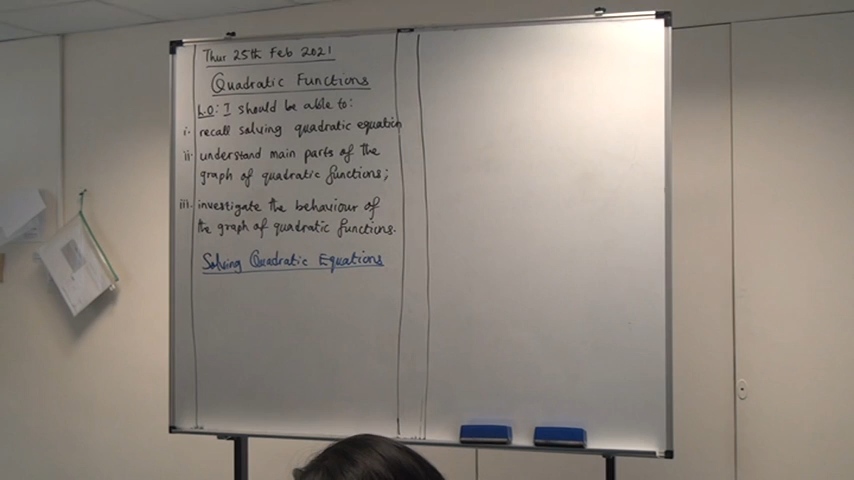 Thur 25th Feb 2021
Quadratic Functions
L.O: I should be able to:
i. recall solving quadratic equation
ii. understand main parts of the
graph of quadratic functions;
iii. investigate the behaviour of
the graph of quadratic functions.
Solving Quadratic Equations